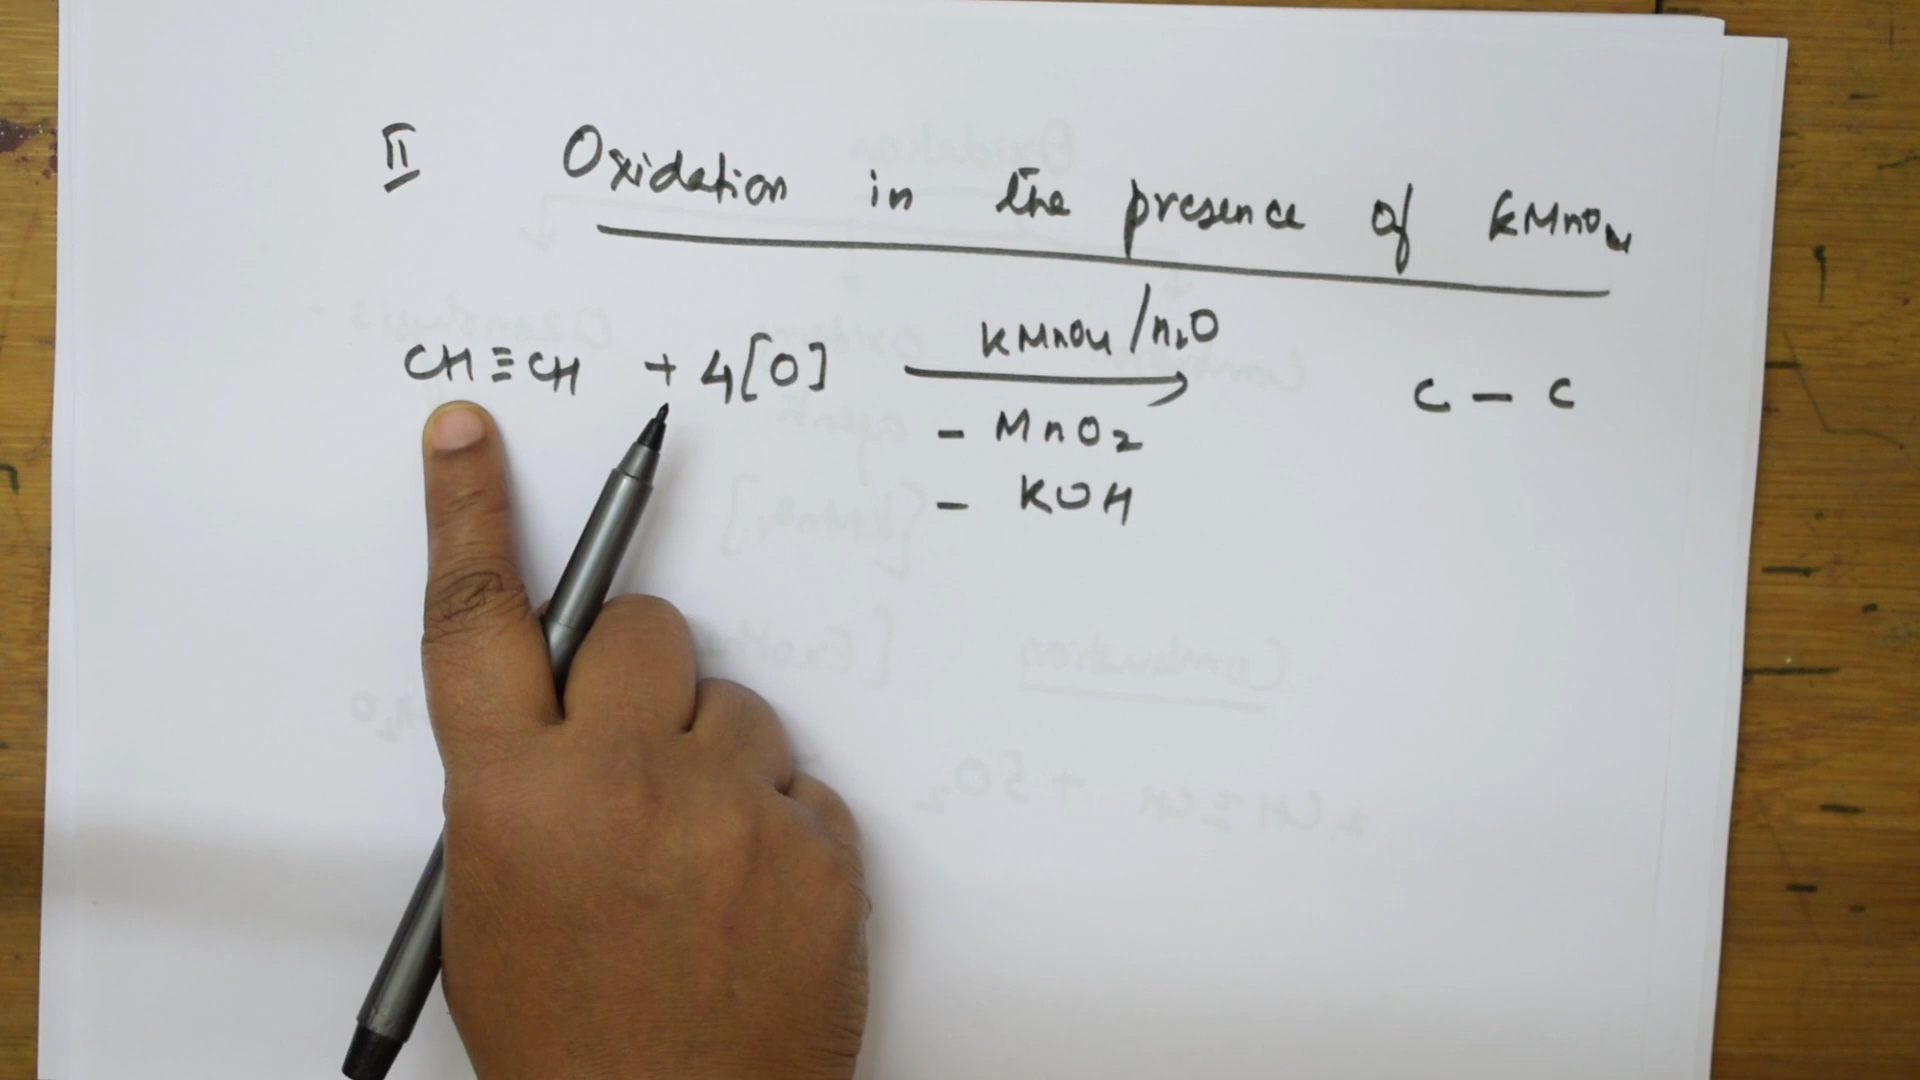 II Oxidation in the presence of KMnO4
CH≡CH + 4[O] KMnO4/H2O C - C
- MnO2
- KOH